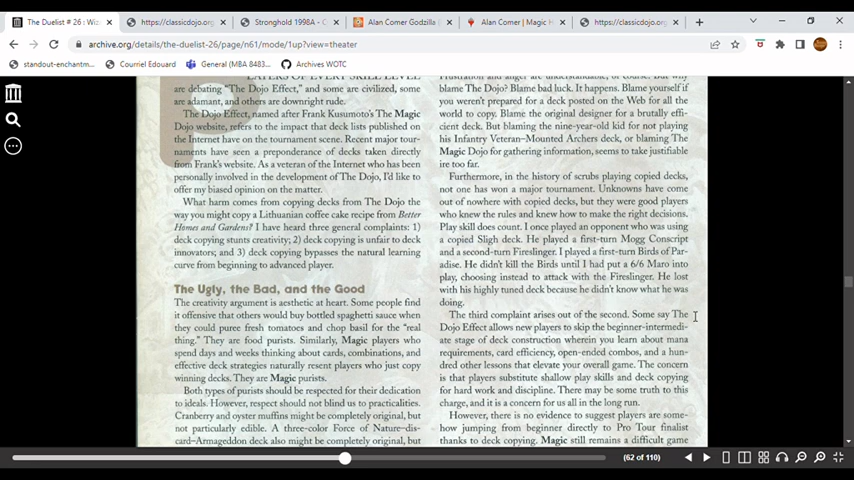 The Duelist # 26 : The Wiz
https://classicdojo.org
Stronghold 1998A - C
Alan Comer Godzilla
Alan Comer | Magic H
https://classicdojo.org
archive.org/details/the-duelist-26/page/n61/mode/1up?view=theater
standout-enchantm...
Courriel Edouard
General (MBA 8483...
Archives WOTC
LAYERS OF EVERY SKILL LEVEL
are debating "The Dojo Effect," and some are civilized, some
are adamant, and others are downright rude.
The Dojo Effect, named after Frank Kusumoto's The Magic
Dojo website, refers to the impact that deck lists published on
the Internet have on the tournament scene. Recent major tour-
naments have seen a preponderance of decks taken directly
from Frank's website. As a veteran of the Internet who has been
personally involved in the development of The Dojo, I'd like to
offer my biased opinion on the matter.
What harm comes from copying decks from The Dojo the
way you might copy a Lithuanian coffee cake recipe from Better
Homes and Gardens? I have heard three general complaints: 1)
deck copying stunts creativity; 2) deck copying is unfair to deck
innovators; and 3) deck copying bypasses the natural learning
curve from beginning to advanced player.
The Ugly, the Bad, and the Good
The creativity argument is aesthetic at heart. Some people find
it offensive that others would buy bottled spaghetti sauce when
they could puree fresh tomatoes and chop basil for the "real
thing." They are food purists. Similarly, Magic players who
spend days and weeks thinking about cards, combinations, and
effective deck strategies naturally resent players who just copy
winning decks. They are Magic purists.
Both types of purists should be respected for their dedication
to ideals. However, respect should not blind us to practicalities.
Cranberry and oyster muffins might be completely original, but
not particularly edible. A three-color Force of Nature–dis-
card–Armageddon deck also might be completely original, but
Frustration and anger are understandable, of course. But why
blame The Dojo? Blame bad luck. It happens. Blame yourself if
you weren't prepared for a deck posted on the Web for all the
world to copy. Blame the original designer for a brutally effi-
cient deck. But blaming the nine-year-old kid for not playing
his Infantry Veteran–Mounted Archers deck, or blaming The
Magic Dojo for gathering information, seems to take justifiable
ire too far.
Furthermore, in the history of scrubs playing copied decks,
not one has won a major tournament. Unknowns have come
out of nowhere with copied decks, but they were good players
who knew the rules and knew how to make the right decisions.
Play skill does count. I once played an opponent who was using
a copied Sligh deck. He played a first-turn Mogg Conscript
and a second-turn Fireslinger. I played a first-turn Birds of Par-
adise. He didn't kill the Birds until I had put a 6/6 Maro into
play, choosing instead to attack with the Fireslinger. He lost
with his highly tuned deck because he didn't know what he was
doing.
The third complaint arises out of the second. Some say The
Dojo Effect allows new players to skip the beginner-intermedi-
ate stage of deck construction wherein you learn about mana
requirements, card efficiency, open-ended combos, and a hun-
dred other lessons that elevate your overall game. The concern
is that players substitute shallow play skills and deck copying
for hard work and discipline. There may be some truth to this
charge, and it is a concern for us all in the long run.
However, there is no evidence to suggest players are some-
how jumping from beginner directly to Pro Tour finalist
thanks to deck copying. Magic still remains a difficult game
(62 of 110)